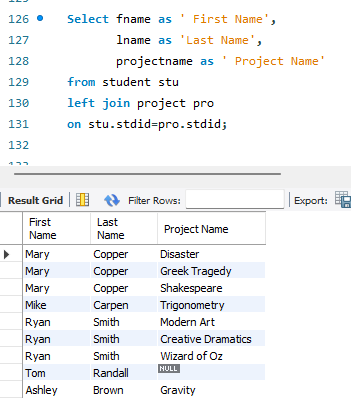 126 Select fname as ' First Name',
127 lname as 'Last Name',
128 projectname as ' Project Name'
129 from student stu
130 left join project pro
131 on stu.stdid=pro.stdid;
132
Result Grid Filter Rows: Export:
First Name Last Name Project Name
Mary Copper Disaster
Mary Copper Greek Tragedy
Mary Copper Shakespeare
Mike Carpen Trigonometry
Ryan Smith Modern Art
Ryan Smith Creative Dramatics
Ryan Smith Wizard of Oz
Tom Randall NULL
Ashley Brown Gravity